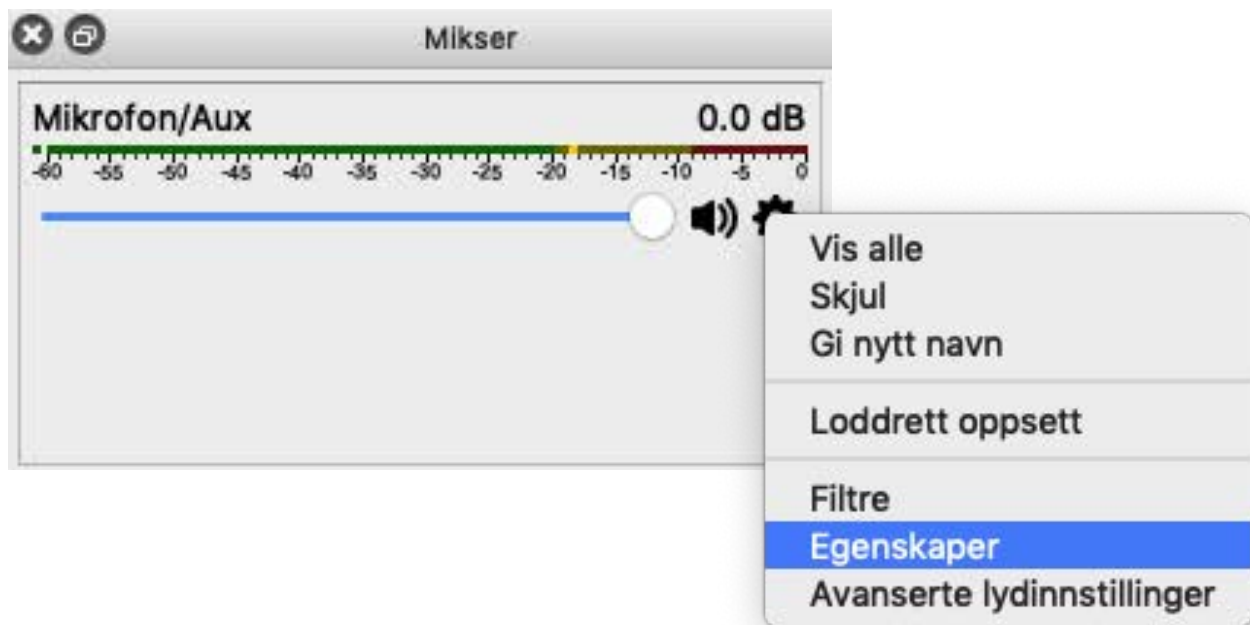 Mikser
Mikrofon/Aux 0.0 dB
-60 -55 -50 -45 -40 -35 -30 -25 -20 -15 -10 -5 0
Vis alle
Skjul
Gi nytt navn
Loddrett oppsett
Filtre
Egenskaper
Avanserte lydinnstillinger